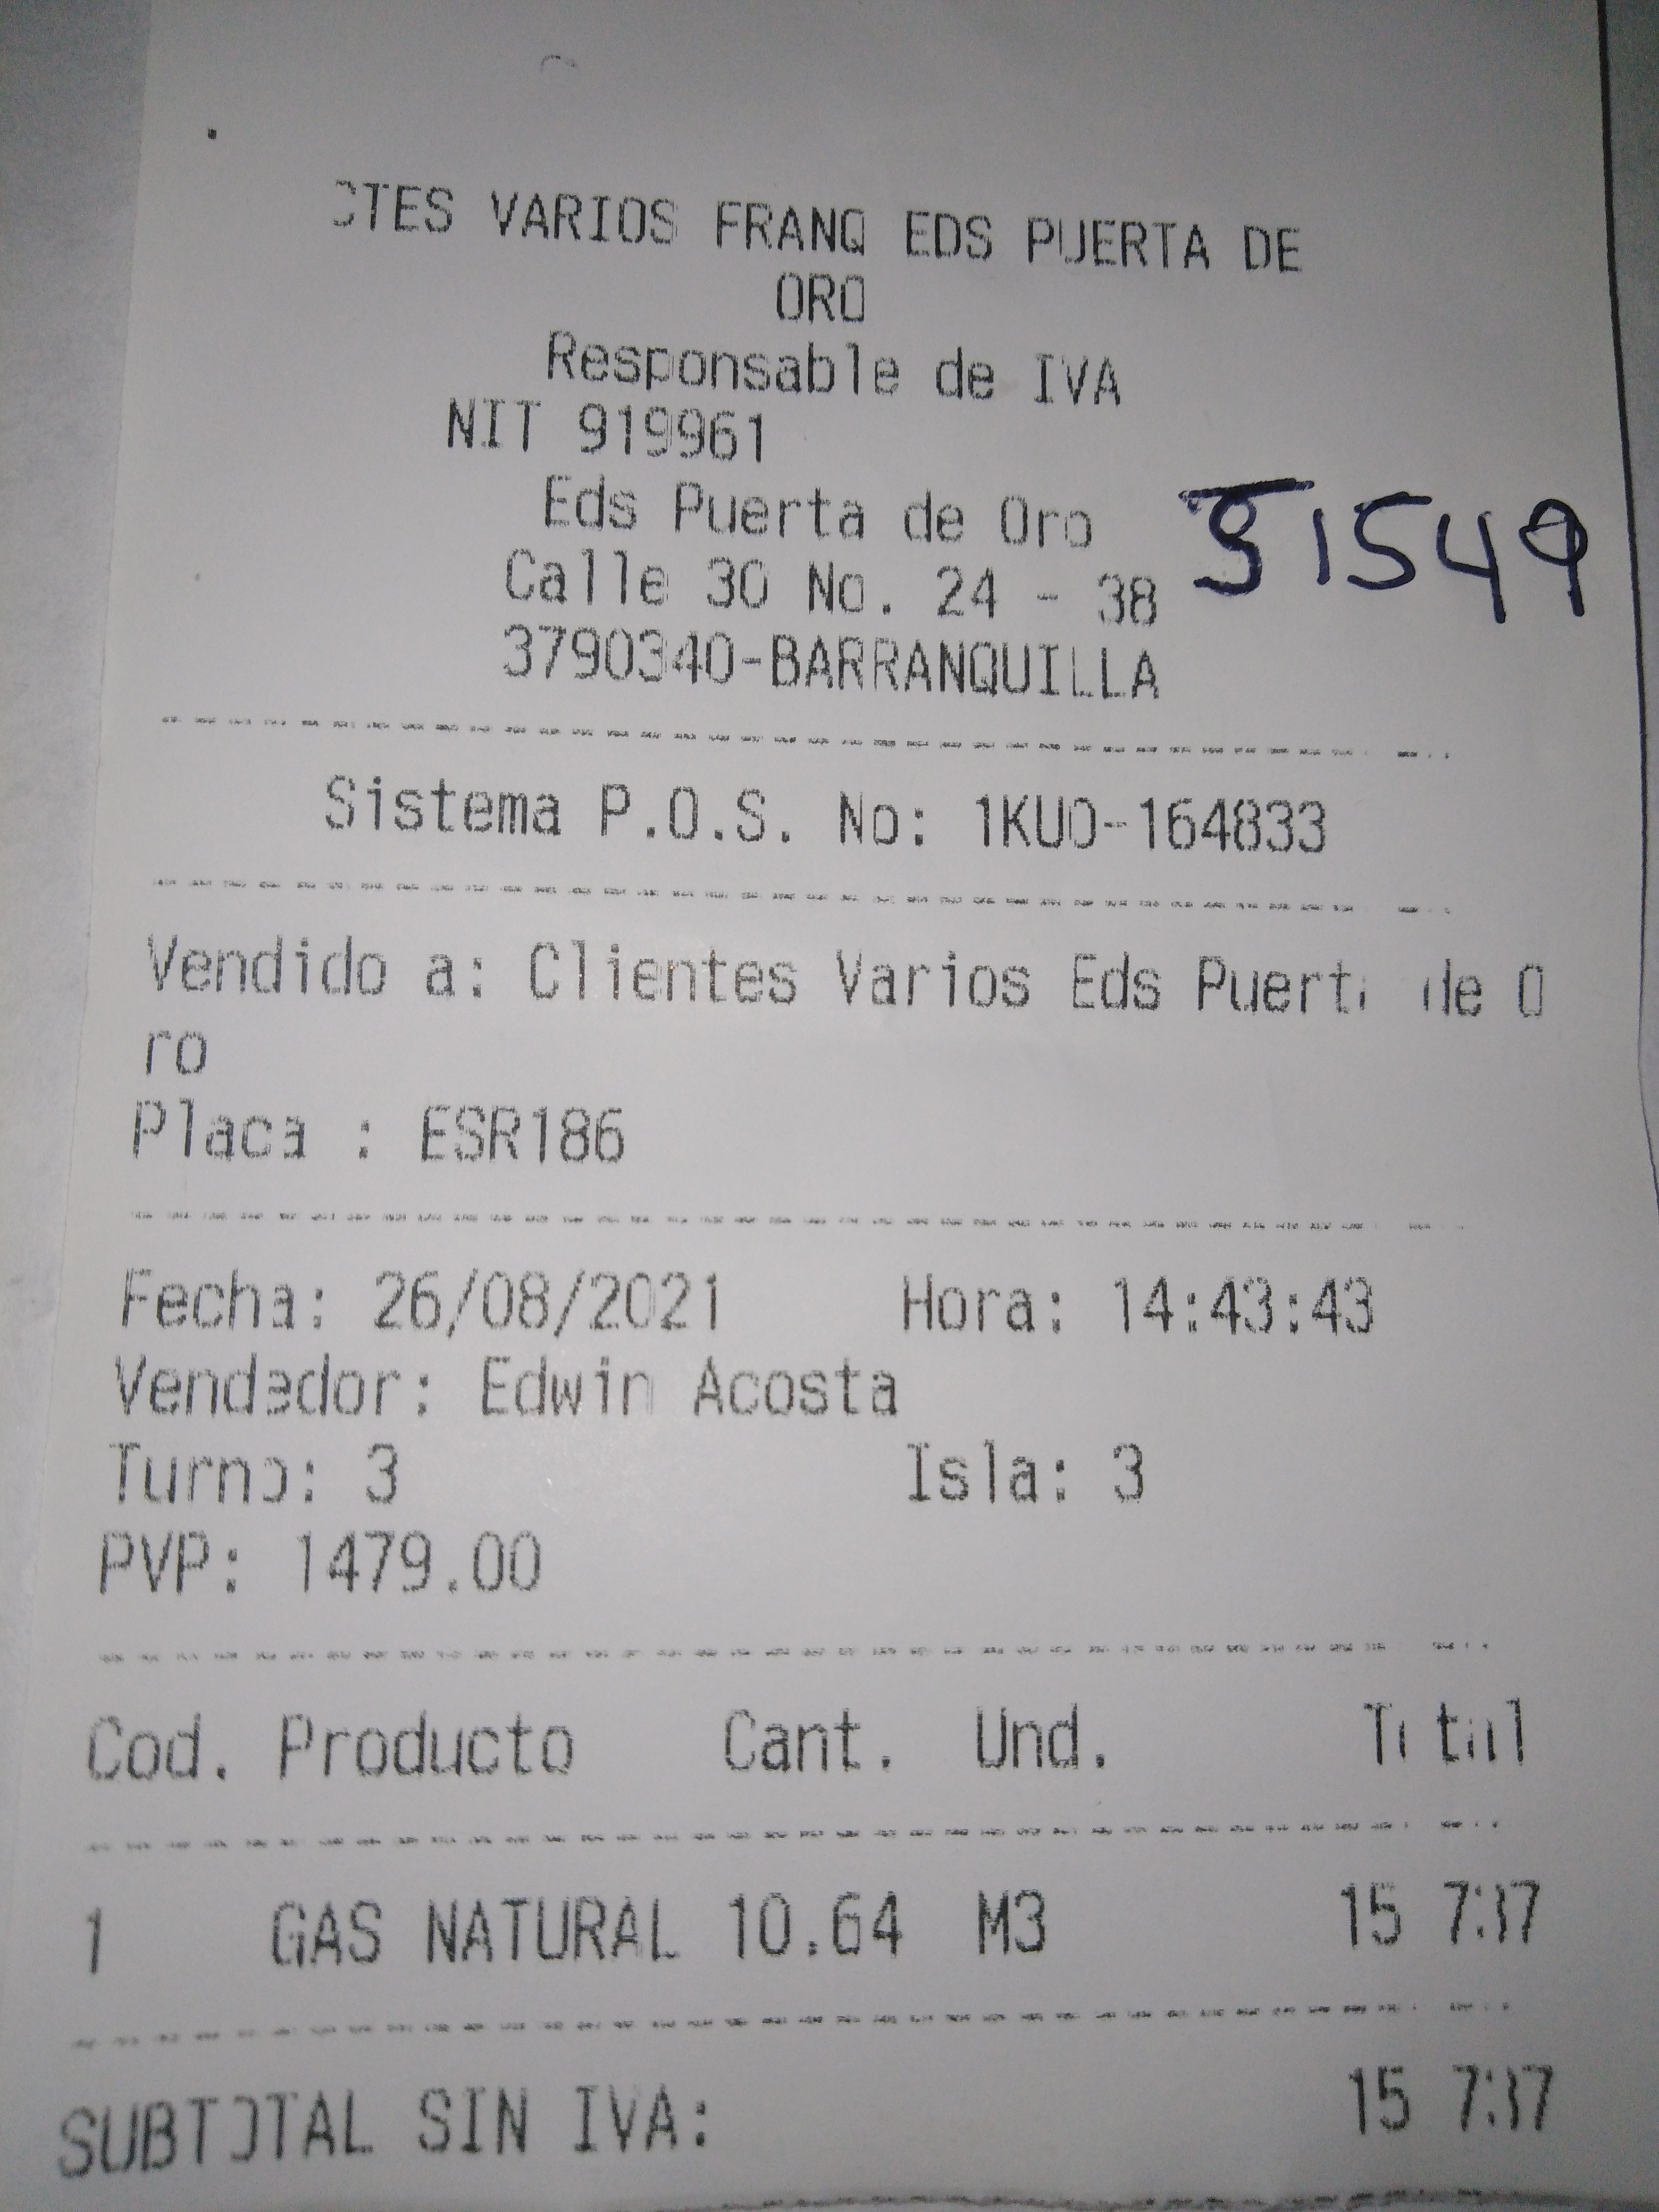 CTES VARIOS FRANQ EDS PUERTA DE
ORO
Responsable de IVA
NIT 919961
Eds Puerta de Oro
51549
Calle 30 No. 24 - 38
3790340-BARRANQUILLA
Sistema P.O.S. No: 1KUO-164833
Vendido a: Clientes Varios Eds Puerta de O
ro
Placa : ESR186
Fecha: 26/08/2021 Hora: 14:43:43
Vendedor: Edwin Acosta
Turno: 3 Isla: 3
PVP: 1479.00
Cod. Producto Cant. Und. Total
1 GAS NATURAL 10.64 M3 15 737
SUBTOTAL SIN IVA: 15 737